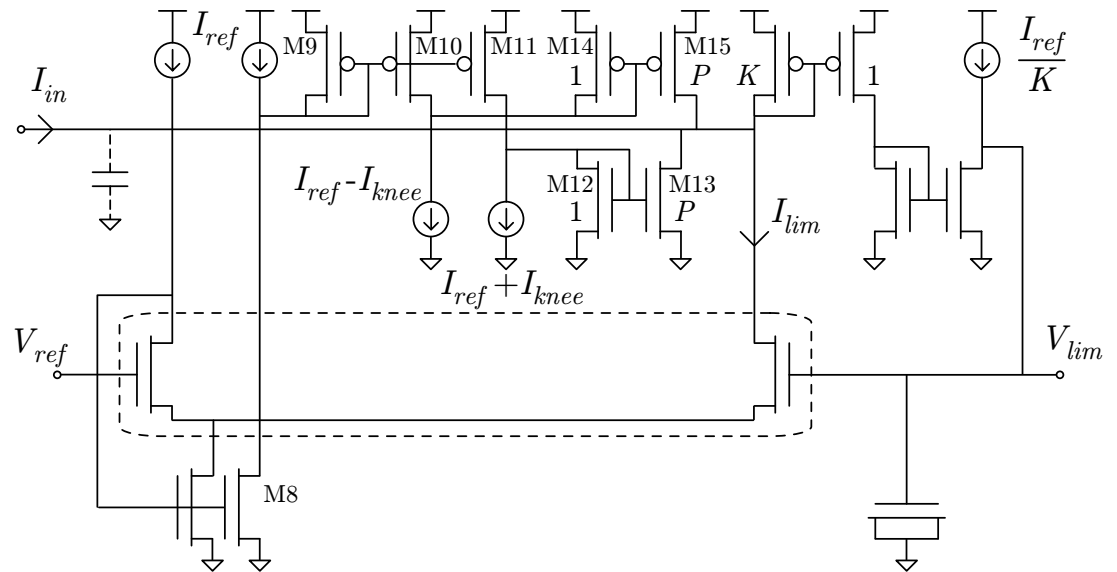 I_ref
M9
M10
M11
M14
M15
1
P
K
1
I_ref
K
I_in
I_ref - I_knee
M12
1
M13
P
I_lim
I_ref + I_knee
V_ref
V_lim
M8